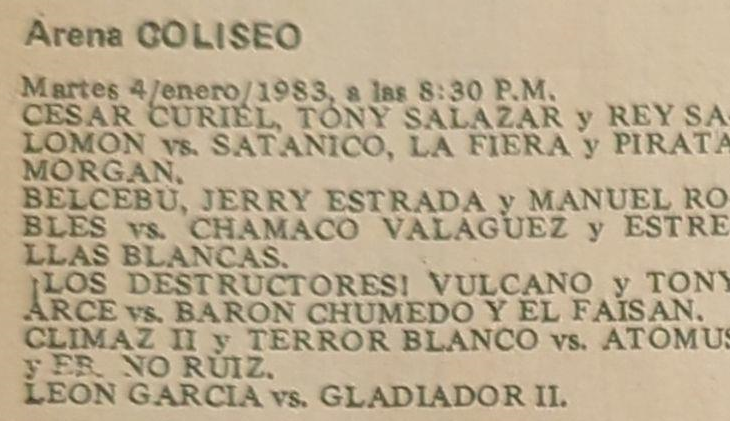 Arena COLISEO
Martes 4/enero/1983, a las 8:30 P.M.
CESAR CURIEL, TONY SALAZAR y REY SA-
LOMON vs. SATANICO, LA FIERA y PIRATA
MORGAN.
BELCEBU, JERRY ESTRADA y MANUEL RO-
BLES vs. CHAMACO VALAGUEZ y ESTRE-
LLAS BLANCAS.
¡LOS DESTRUCTORES! VULCANO y TONY
ARCE vs. BARON CHUMEDO Y EL FAISAN.
CLIMAZ II y TERROR BLANCO vs. ATOMUS
y RUIZ.
LEON GARCIA vs. GLADIADOR II.